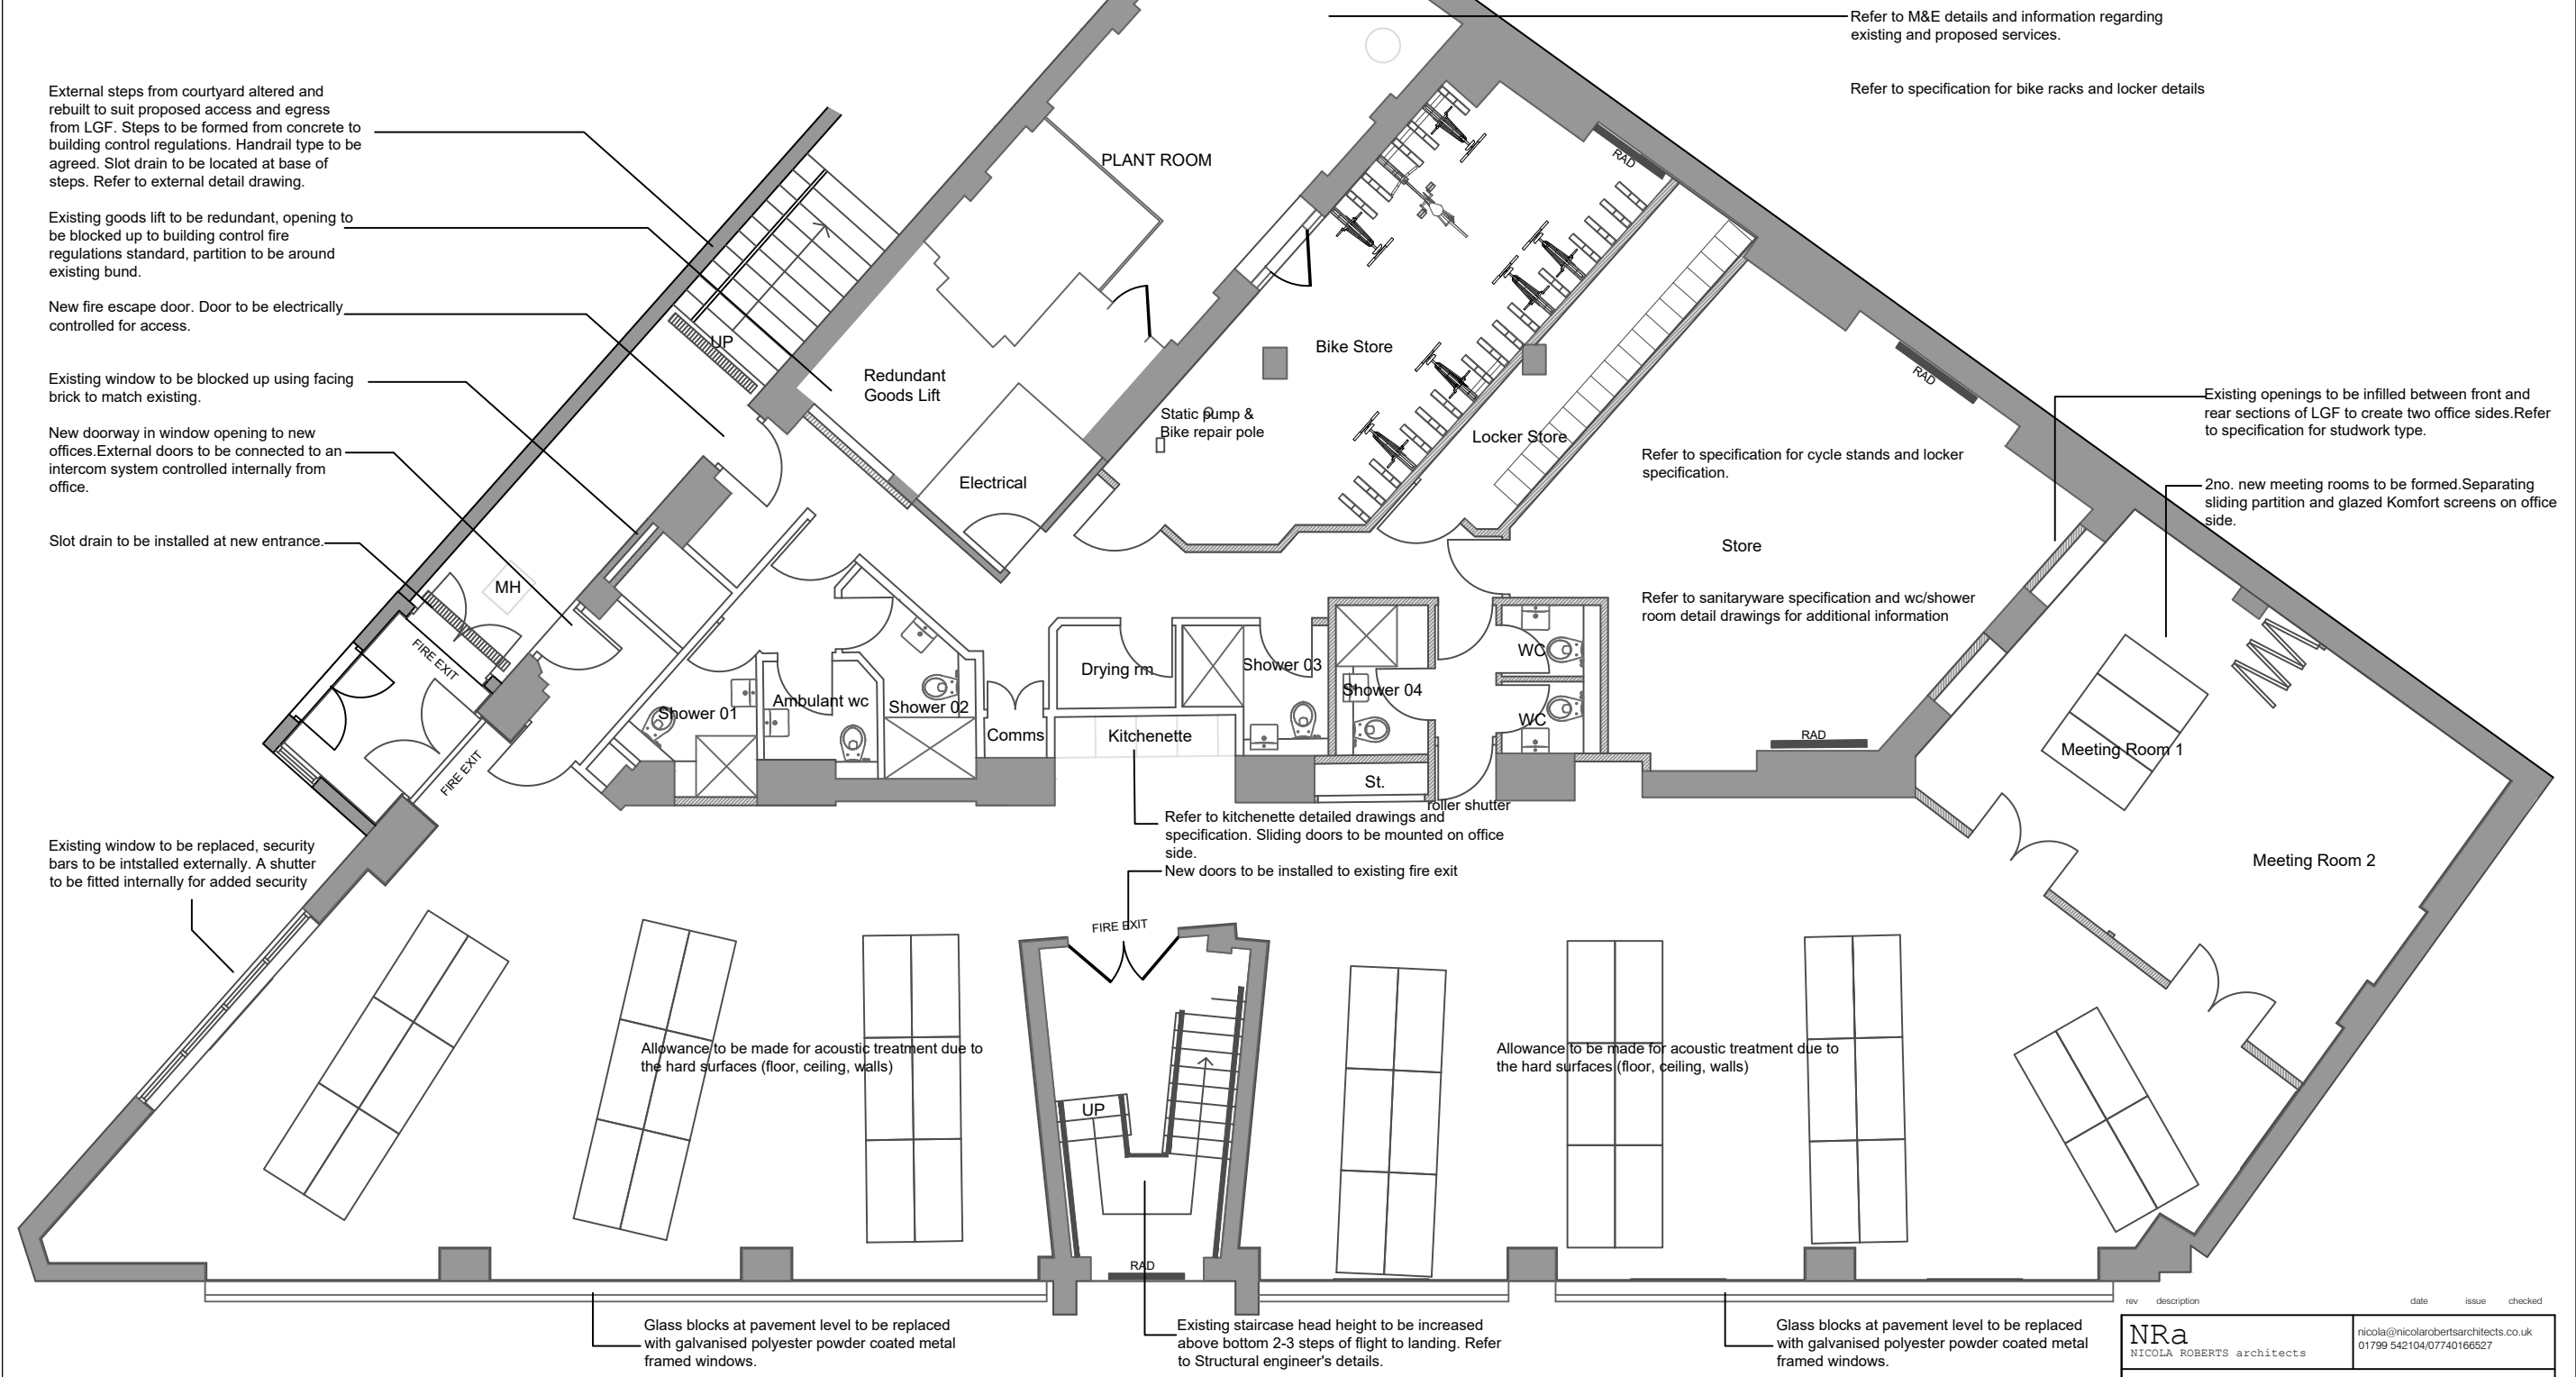 Refer to M&E details and information regarding
existing and proposed services.
Refer to specification for bike racks and locker details
External steps from courtyard altered and
rebuilt to suit proposed access and egress
from LGF. Steps to be formed from concrete to
building control regulations. Handrail type to be
agreed. Slot drain to be located at base of
steps. Refer to external detail drawing.
Existing goods lift to be redundant, opening to
be blocked up to building control fire
regulations standard, partition to be around
existing bund.
New fire escape door. Door to be electrically
controlled for access.
Existing window to be blocked up using facing
brick to match existing.
New doorway in window opening to new
offices.External doors to be connected to an
intercom system controlled internally from
office.
Slot drain to be installed at new entrance.
PLANT ROOM
RAD
UP
Redundant
Goods Lift
Bike Store
RAD
Static pump &
Bike repair pole
Locker Store
Electrical
Refer to specification for cycle stands and locker
specification.
Existing openings to be infilled between front and
rear sections of LGF to create two office sides.Refer
to specification for studwork type.
2no. new meeting rooms to be formed.Separating
sliding partition and glazed Komfort screens on office
side.
Store
MH
Refer to sanitaryware specification and wc/shower
room detail drawings for additional information
FIRE EXIT
FIRE EXIT
Shower 01
Ambulant wc
Shower 02
Comms
Drying rm
Kitchenette
Shower 03
Shower 04
WC
WC
St.
RAD
Meeting Room 1
Meeting Room 2
roller shutter
Refer to kitchenette detailed drawings and
specification. Sliding doors to be mounted on office
side.
New doors to be installed to existing fire exit
Existing window to be replaced, security
bars to be intstalled externally. A shutter
to be fitted internally for added security
FIRE EXIT
Allowance to be made for acoustic treatment due to
the hard surfaces (floor, ceiling, walls)
Allowance to be made for acoustic treatment due to
the hard surfaces (floor, ceiling, walls)
UP
RAD
Glass blocks at pavement level to be replaced
with galvanised polyester powder coated metal
framed windows.
Existing staircase head height to be increased
above bottom 2-3 steps of flight to landing. Refer
to Structural engineer's details.
Glass blocks at pavement level to be replaced
with galvanised polyester powder coated metal
framed windows.
rev description date issue checked
NRa
NICOLA ROBERTS architects
nicola@nicolarobertsarchitects.co.uk
01799 542104/07740166527